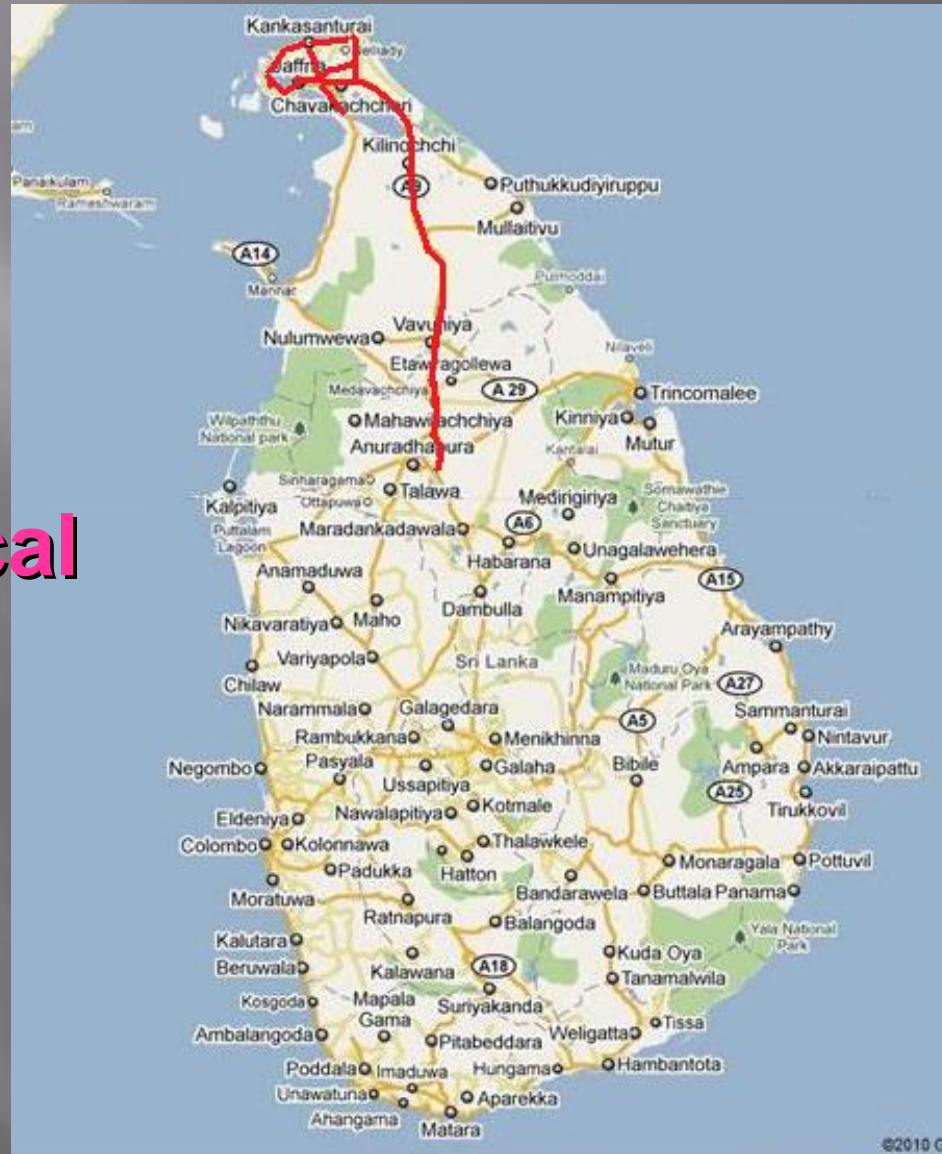 Kankasanturai
Jaffna
Chavakachcheri
Kilinochchi
A9
Puthukkudiyiruppu
Mullaitivu
Panaikulam
Rameshwaram
A14
Mannar
Pulmoddai
Vavuniya
Nulumwewa
Nilaveli
Etawragollewa
Medavachchiya
A 29
Trincomalee
Wilpaththu
National park
Mahawilachchiya
Kinniya
Mutur
Anuradhapura
Kantarai
Sinharagama
Talawa
Ottapuwa
Kalpitiya
Medirigiriya
Somawathie
Chaitiya
Sanctuary
Puttalam
Lagoon
Maradankadawala
A6
cal
Habarana
Unagalawehera
Anamaduwa
A15
Manampitiya
Dambulla
Nikavaratiya
Maho
Arayampathy
Variyapola
Sri Lanka
Chilaw
Maduru Oya
National Park
A27
Narammala
Galagedara
A5
Sammanturai
Rambukkana
Menikhinna
Nintavur
Negombo
Pasyala
Galaha
Bibile
Ampara
Akkaraipattu
Ussapitiya
A25
Tirukkovil
Eldeniya
Nawalapitiya
Kotmale
Colombo
Kolonnawa
Thalawkele
Padukka
Hatton
Monaragala
Pottuvil
Moratuwa
Bandarawela
Buttala
Panama
Ratnapura
Balangoda
Yala National
Park
Kalutara
Kuda Oya
Beruwala
Kalawana
A18
Tanamalwila
Kosgoda
Mapala
Gama
Suriyakanda
Ambalangoda
Pitabeddara
Weligatta
Tissa
Poddala
Imaduwa
Hungama
Hambantota
Unawatuna
Aparekka
Ahangama
Matara
©2010 G